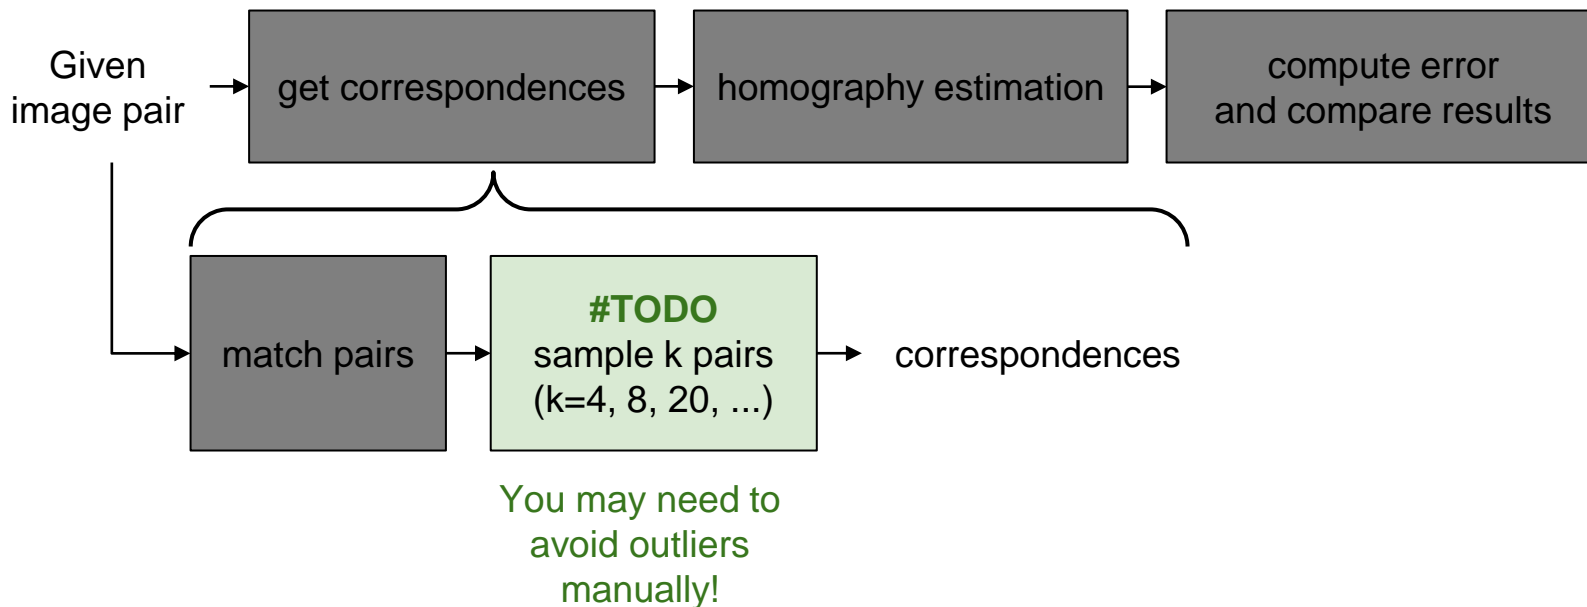 Given
image pair
get correspondences
homography estimation
compute error
and compare results
match pairs
#TODO
sample k pairs
(k=4, 8, 20, ...)
correspondences
You may need to
avoid outliers
manually!